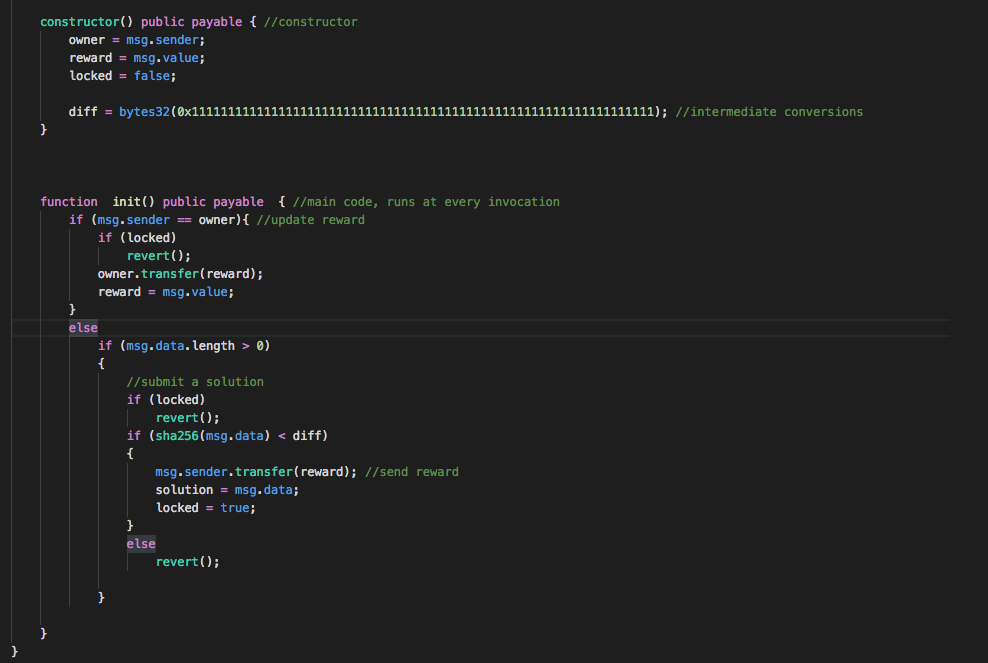 constructor() public payable { //constructor
owner = msg.sender;
reward = msg.value;
locked = false;
diff = bytes32(0x1111111111111111111111111111111111111111111111111111111111111111); //intermediate conversions
}
function  init() public payable  { //main code, runs at every invocation
if (msg.sender == owner){ //update reward
if (locked)
revert();
owner.transfer(reward);
reward = msg.value;
}
else
if (msg.data.length > 0)
{
//submit a solution
if (locked)
revert();
if (sha256(msg.data) < diff)
{
msg.sender.transfer(reward); //send reward
solution = msg.data;
locked = true;
}
else
revert();
}
}
}